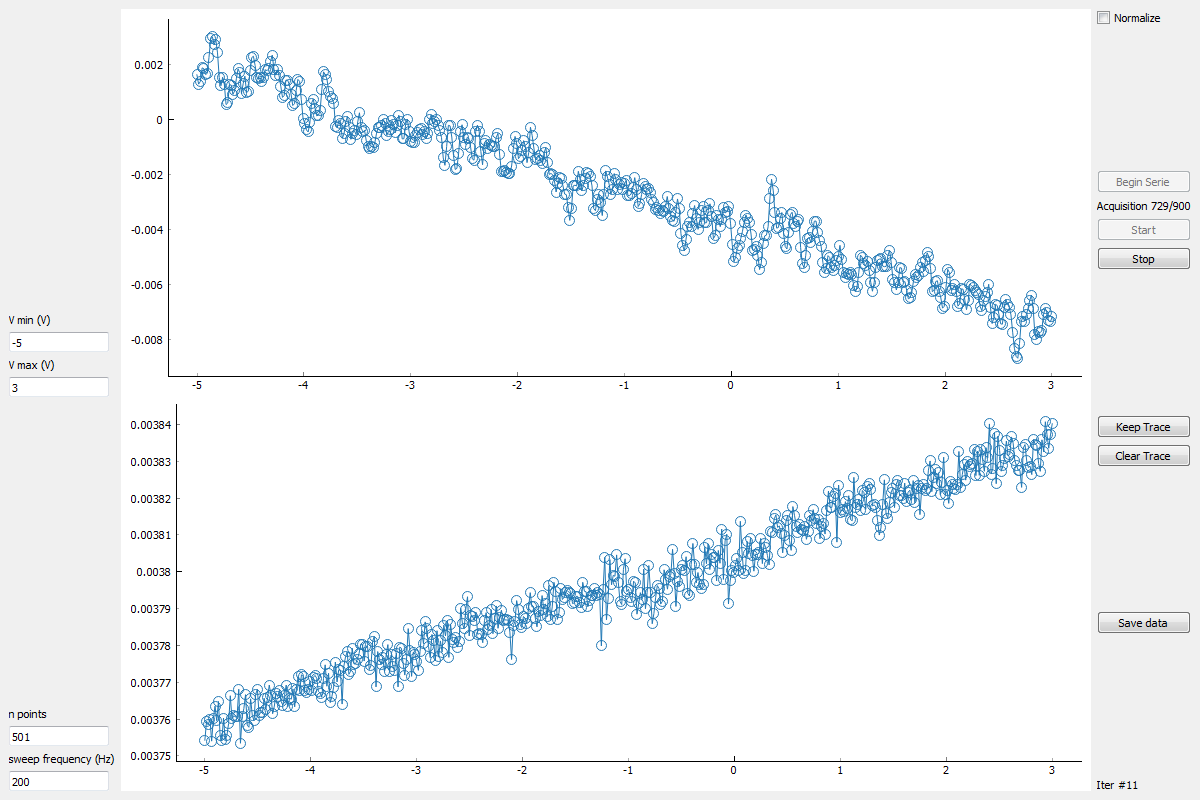 Normalize
0.002
0
-0.002
-0.004
-0.006
-0.008
-5 -4 -3 -2 -1 0 1 2 3
V min (V)
-5
V max (V)
3
Begin Serie
Acquisition 729/900
Start
Stop
0.00384
0.00383
0.00382
0.00381
0.0038
0.00379
0.00378
0.00377
0.00376
0.00375
-5 -4 -3 -2 -1 0 1 2 3
Keep Trace
Clear Trace
Save data
n points
501
sweep frequency (Hz)
200
Iter #11